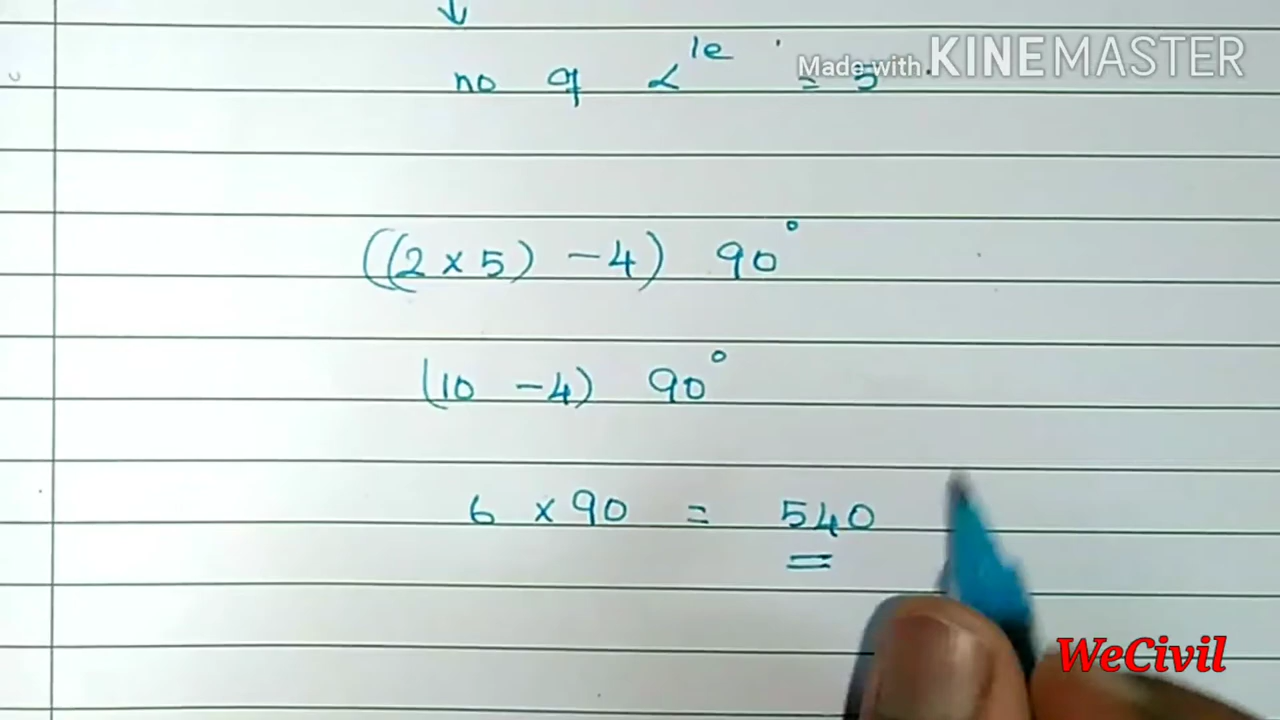 no of ∠le = 5
Made with KINEMASTER
((2 × 5) - 4) 90°
(10 - 4) 90°
6 × 90 = 540
WeCivil